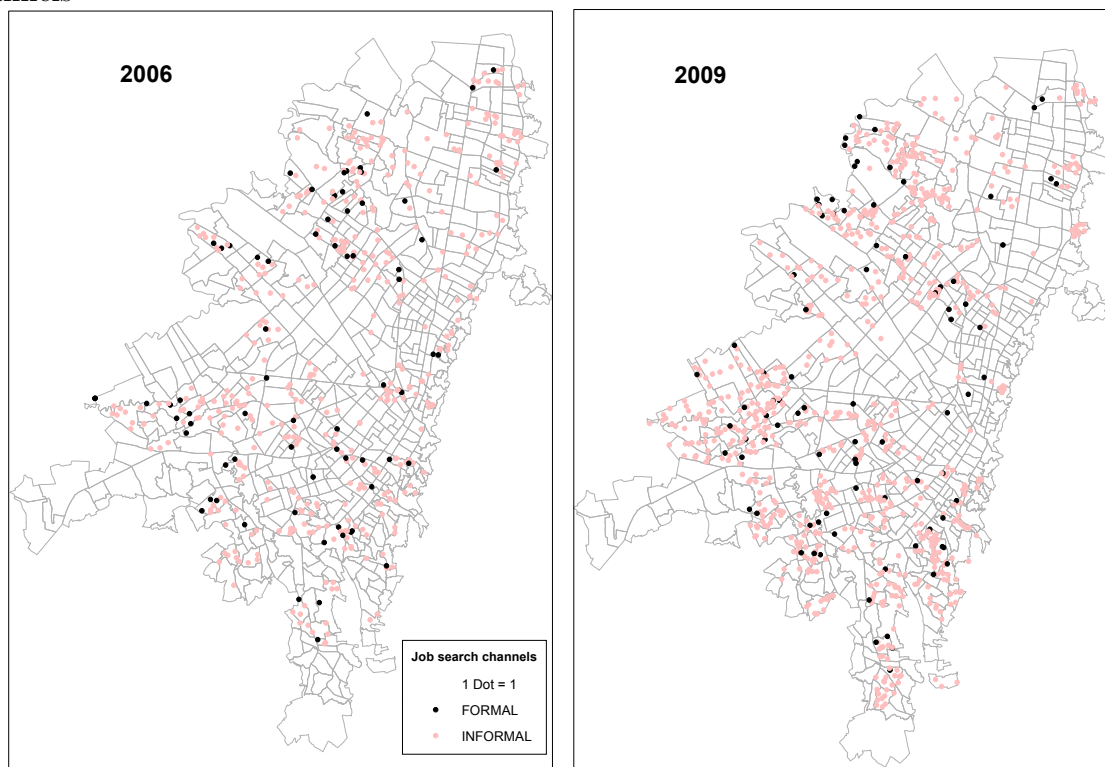 2006
2009
Job search channels
1 Dot = 1
FORMAL
INFORMAL